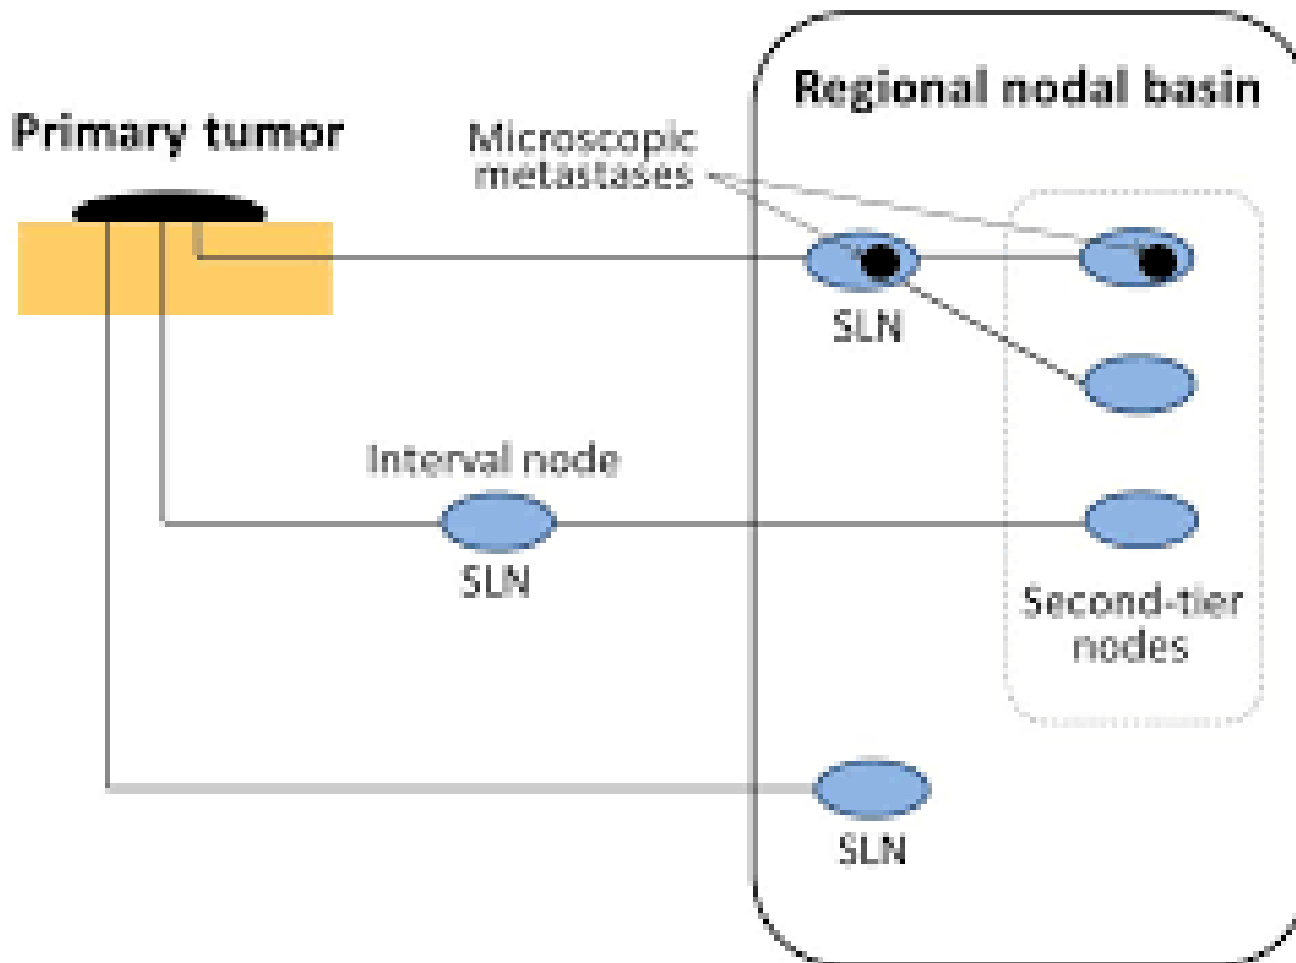 Regional nodal basin
Primary tumor
Microscopic
metastases
SLN
Interval node
SLN
Second-tier
nodes
SLN